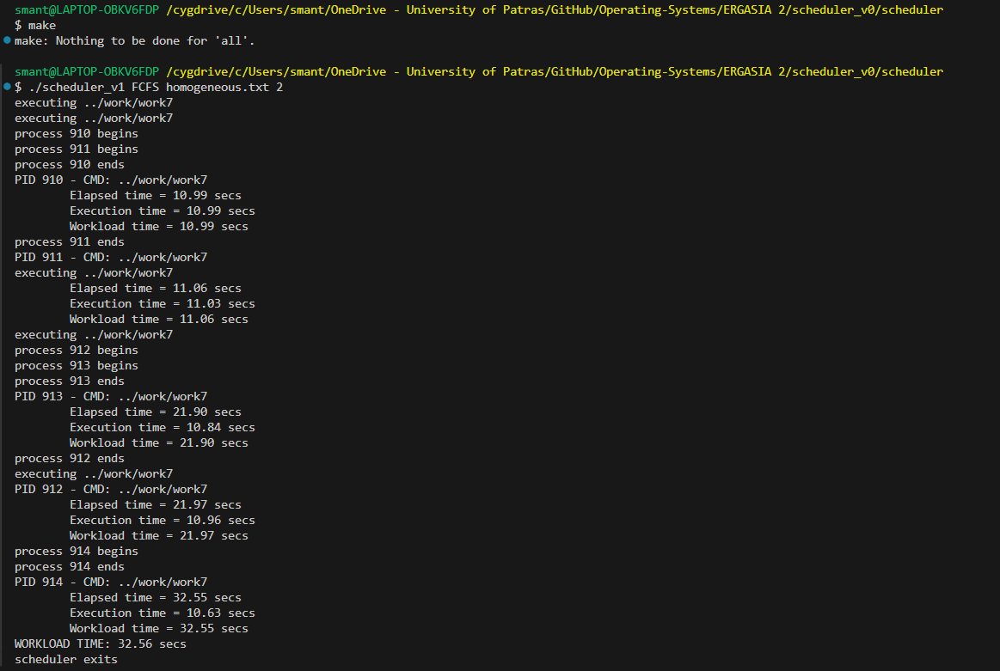 smant@LAPTOP-OBKV6FDP /cygdrive/c/Users/smant/OneDrive - University of Patras/GitHub/Operating-Systems/ERGASIA 2/scheduler_v0/scheduler
$ make
make: Nothing to be done for 'all'.
smant@LAPTOP-OBKV6FDP /cygdrive/c/Users/smant/OneDrive - University of Patras/GitHub/Operating-Systems/ERGASIA 2/scheduler_v0/scheduler
$ ./scheduler_v1 FCFS homogeneous.txt 2
executing ../work/work7
executing ../work/work7
process 910 begins
process 911 begins
process 910 ends
PID 910 - CMD: ../work/work7
Elapsed time = 10.99 secs
Execution time = 10.99 secs
Workload time = 10.99 secs
process 911 ends
PID 911 - CMD: ../work/work7
executing ../work/work7
Elapsed time = 11.06 secs
Execution time = 11.03 secs
Workload time = 11.06 secs
executing ../work/work7
process 912 begins
process 913 begins
process 913 ends
PID 913 - CMD: ../work/work7
Elapsed time = 21.90 secs
Execution time = 10.84 secs
Workload time = 21.90 secs
process 912 ends
executing ../work/work7
PID 912 - CMD: ../work/work7
Elapsed time = 21.97 secs
Execution time = 10.96 secs
Workload time = 21.97 secs
process 914 begins
process 914 ends
PID 914 - CMD: ../work/work7
Elapsed time = 32.55 secs
Execution time = 10.63 secs
Workload time = 32.55 secs
WORKLOAD TIME: 32.56 secs
scheduler exits